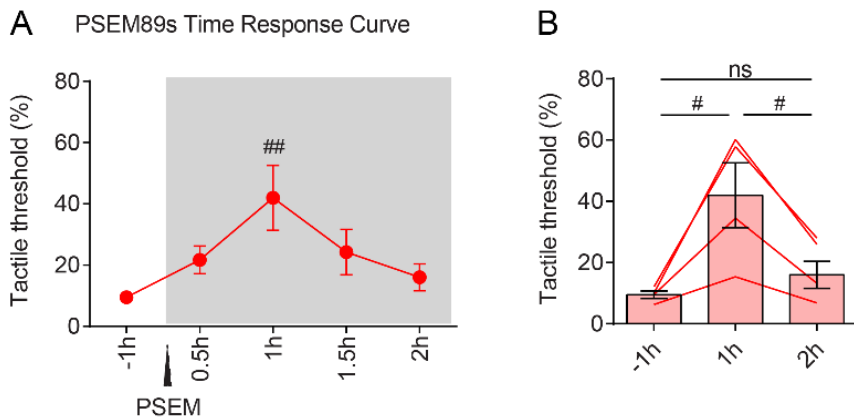 A
PSEM89s Time Response Curve
Tactile threshold (%)
80
60
40
20
0
##
-1h
0.5h
1h
1.5h
2h
PSEM
B
Tactile threshold (%)
80
60
40
20
0
ns
#
#
-1h
1h
2h